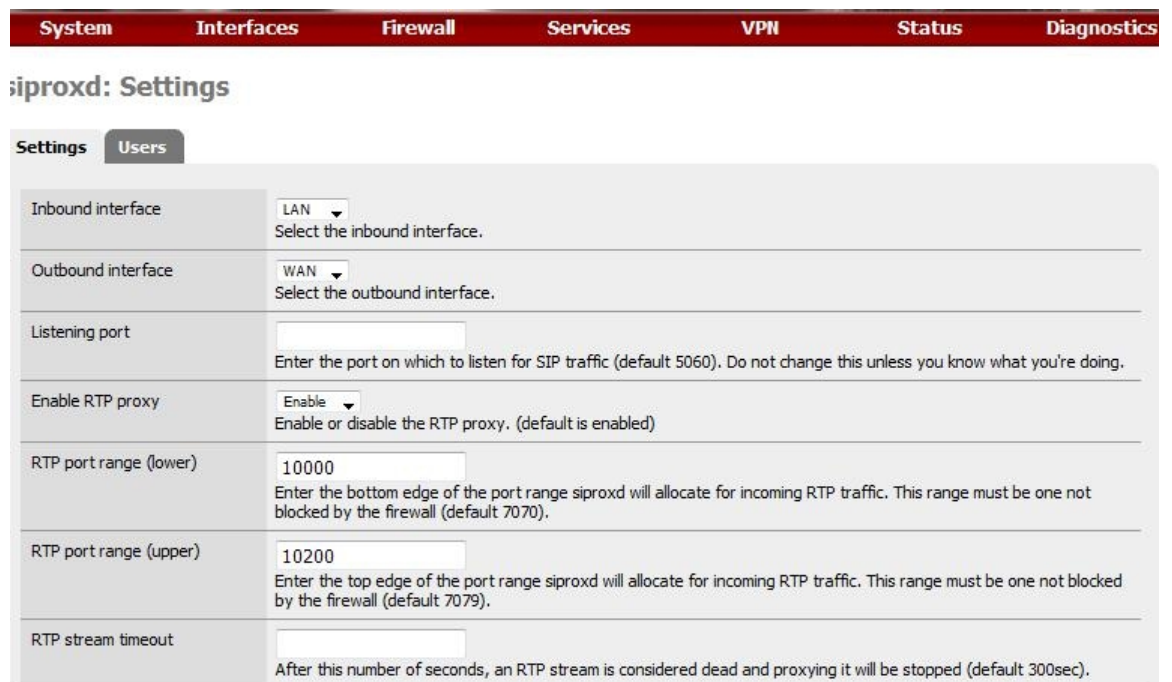 System Interfaces Firewall Services VPN Status Diagnostics
siproxd: Settings
Settings Users
Inbound interface LAN
Select the inbound interface.
Outbound interface WAN
Select the outbound interface.
Listening port
Enter the port on which to listen for SIP traffic (default 5060). Do not change this unless you know what you're doing.
Enable RTP proxy Enable
Enable or disable the RTP proxy. (default is enabled)
RTP port range (lower) 10000
Enter the bottom edge of the port range siproxd will allocate for incoming RTP traffic. This range must be one not
blocked by the firewall (default 7070).
RTP port range (upper) 10200
Enter the top edge of the port range siproxd will allocate for incoming RTP traffic. This range must be one not blocked
by the firewall (default 7079).
RTP stream timeout
After this number of seconds, an RTP stream is considered dead and proxying it will be stopped (default 300sec).